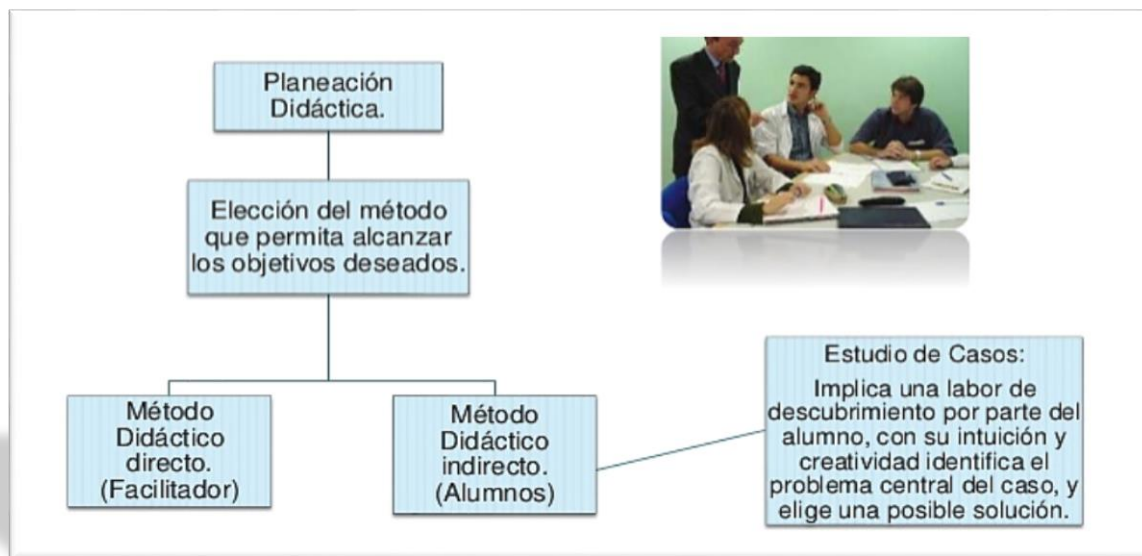 Planeación
Didáctica.
Elección del método
que permita alcanzar
los objetivos deseados.
Método
Didáctico
directo.
(Facilitador)
Método
Didáctico
indirecto.
(Alumnos)
Estudio de Casos:
Implica una labor de
descubrimiento por parte del
alumno, con su intuición y
creatividad identifica el
problema central del caso, y
elige una posible solución.